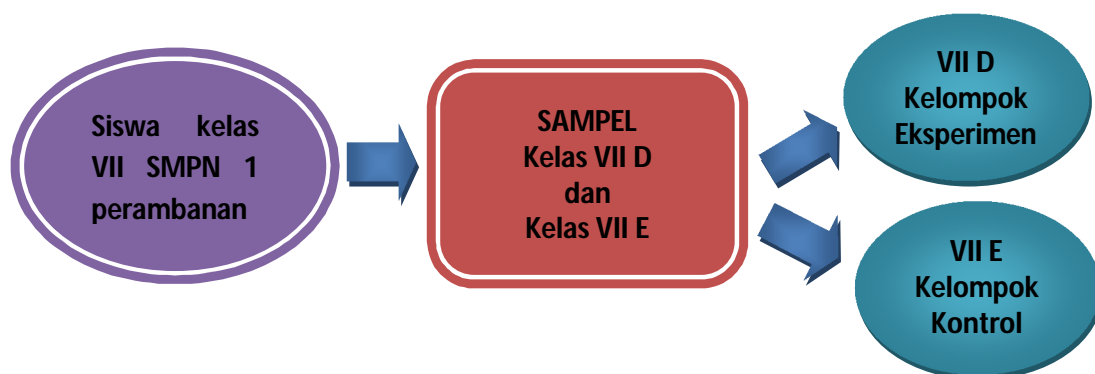 Siswa kelas
VII SMPN 1
perambanan
SAMPEL
Kelas VII D
dan
Kelas VII E
VII D
Kelompok
Eksperimen
VII E
Kelompok
Kontrol